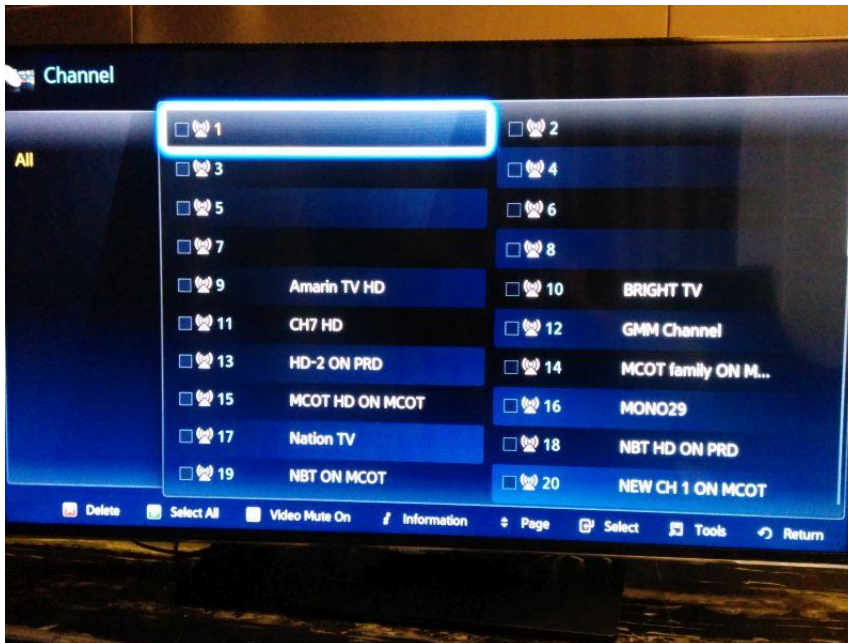 Channel
All
1 2
3 4
5 6
7 8
9 Amarin TV HD 10 BRIGHT TV
11 CH7 HD 12 GMM Channel
13 HD-2 ON PRD 14 MCOT family ON M...
15 MCOT HD ON MCOT 16 MONO29
17 Nation TV 18 NBT HD ON PRD
19 NBT ON MCOT 20 NEW CH 1 ON MCOT
Delete Select All Video Mute On Information Page Select Tools Return